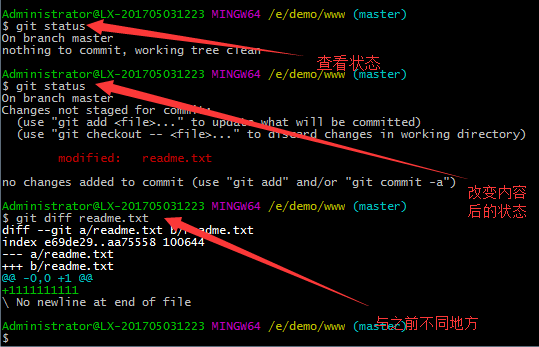 Administrator@LX-201705031223 MINGW64 /e/demo/www (master)
$ git status
On branch master
nothing to commit, working tree clean
查看状态
Administrator@LX-201705031223 MINGW64 /e/demo/www (master)
$ git status
On branch master
Changes not staged for commit:
(use "git add <file>..." to update what will be committed)
(use "git checkout -- <file>..." to discard changes in working directory)
modified: readme.txt
no changes added to commit (use "git add" and/or "git commit -a")
改变内容
后的状态
Administrator@LX-201705031223 MINGW64 /e/demo/www (master)
$ git diff readme.txt
diff --git a/readme.txt b/readme.txt
index e69de29..aa75558 100644
--- a/readme.txt
+++ b/readme.txt
@@ -0,0 +1 @@
+1111111111
\ No newline at end of file
与之前不同地方
Administrator@LX-201705031223 MINGW64 /e/demo/www (master)
$